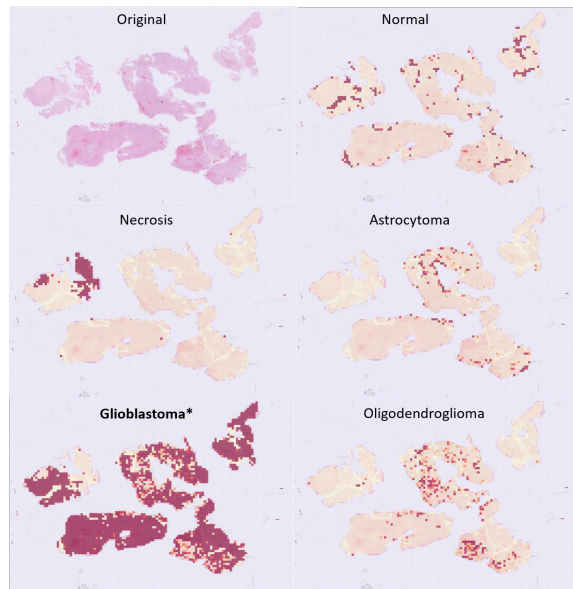 Original
Normal
Necrosis
Astrocytoma
Glioblastoma*
Oligodendroglioma